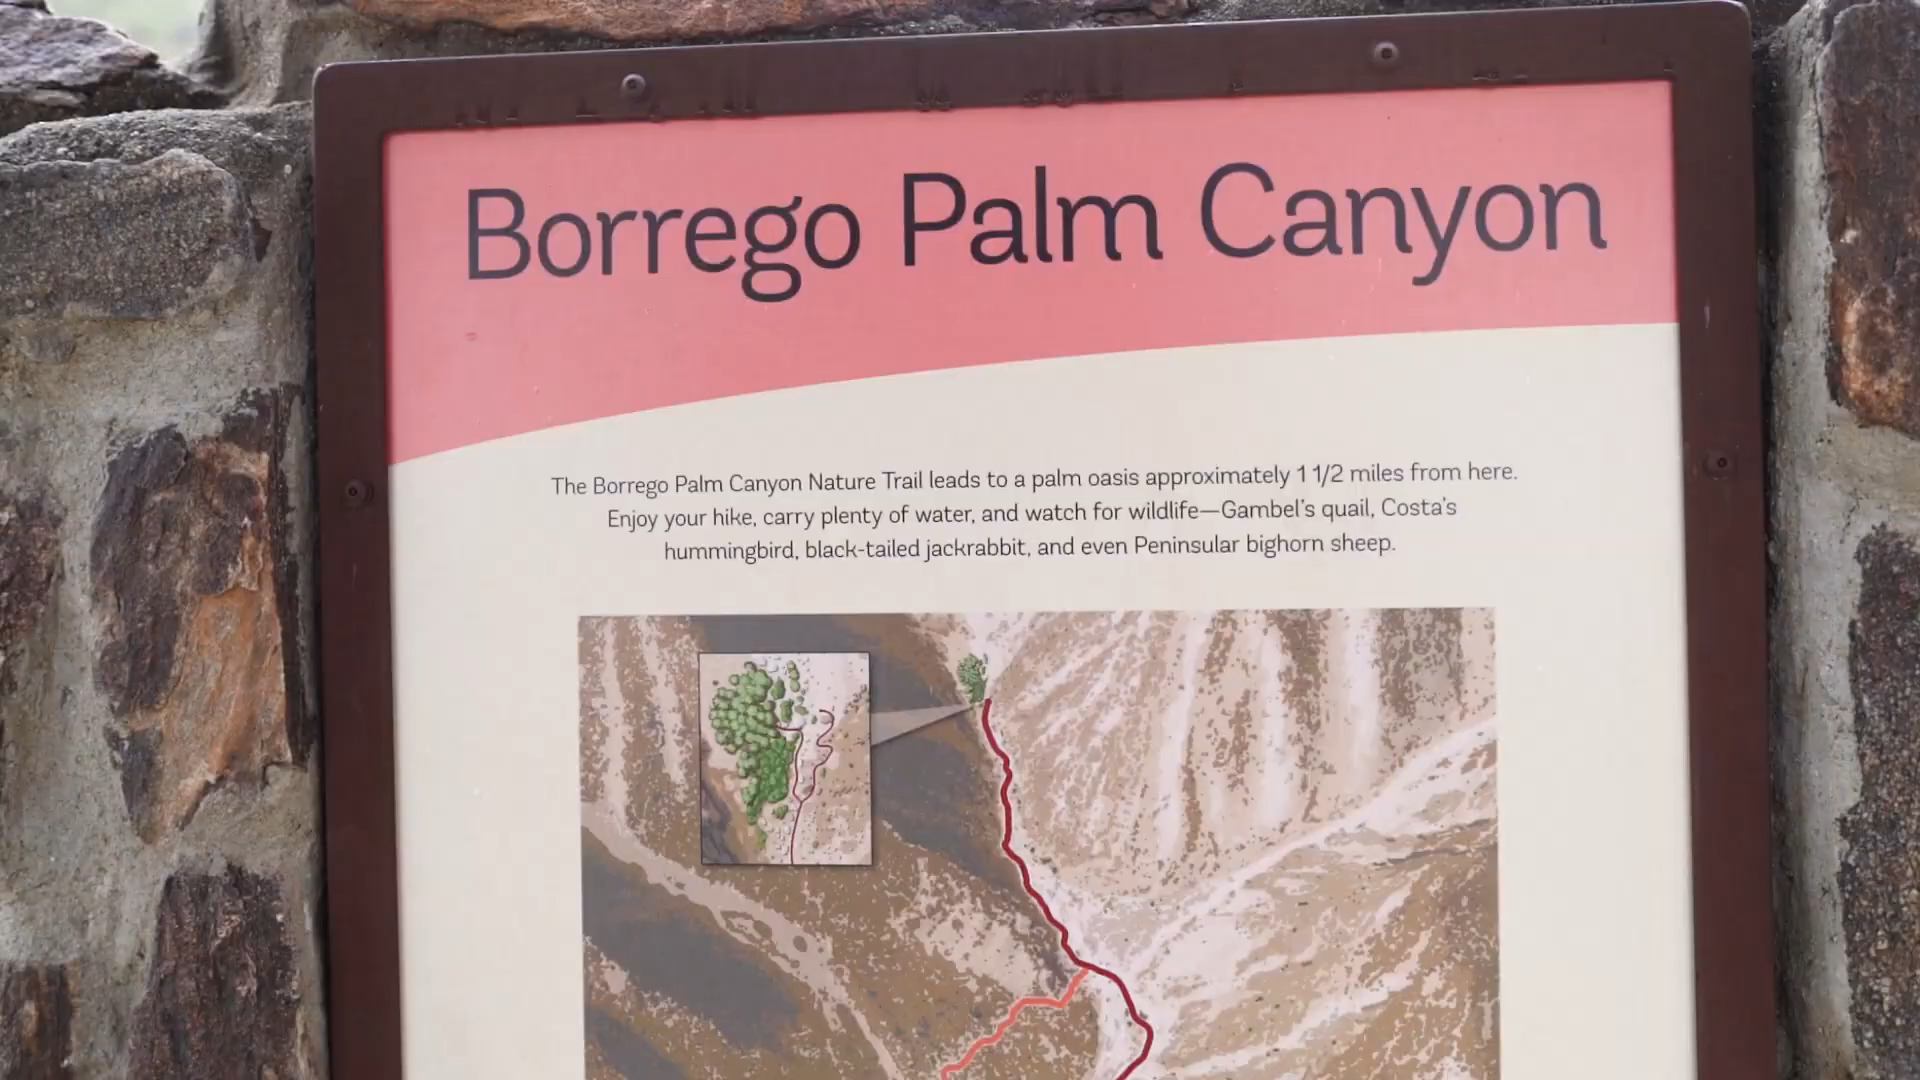 Borrego Palm Canyon
The Borrego Palm Canyon Nature Trail leads to a palm oasis approximately 1 1/2 miles from here.
Enjoy your hike, carry plenty of water, and watch for wildlife—Gambel's quail, Costa's
hummingbird, black-tailed jackrabbit, and even Peninsular bighorn sheep.